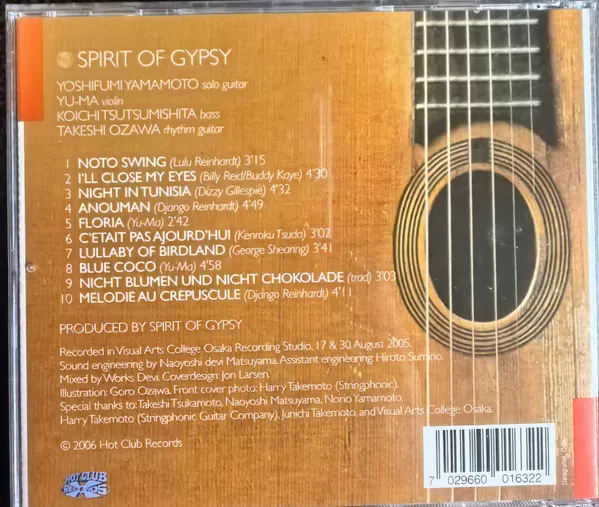 SPIRIT OF GYPSY
YOSHIFUMI YAMAMOTO solo guitar
YU-MA violin
KOICHI TSUTSUMISHITA bass
TAKESHI OZAWA rhythm guitar
1 NOTO SWING (Lulu Reinhardt) 3'15
2 I'LL CLOSE MY EYES (Billy Reid/Buddy Kaye) 4'30
3 NIGHT IN TUNISIA (Dizzy Gillespie) 4'32
4 ANOUMAN (Django Reinhardt) 4'49
5 FLORIA (Yu-Ma) 2'42
6 C'ETAIT PAS AJOURD'HUI (Kenroku Tsuda) 3'02
7 LULLABY OF BIRDLAND (George Shearing) 3'41
8 BLUE COCO (Yu-Ma) 4'58
9 NICHT BLUMEN UND NICHT CHOKOLADE (trad) 3'03
10 MELODIE AU CREPUSCULE (Django Reinhardt) 4'11
PRODUCED BY SPIRIT OF GYPSY
Recorded in Visual Arts College Osaka Recording Studio, 17 & 30 August 2005.
Sound engineering by Naoyoshi devi Matsuyama. Assistant engineering: Hiroto Sumino.
Mixed by Works Devi. Coverdesign: Jon Larsen.
Illustration: Goro Ozawa. Front cover photo: Harry Takemoto (Stringphonic).
Special thanks to: Takeshi Tsukamoto, Naoyoshi Matsuyama, Norio Yamamoto,
Harry Takemoto (Stringphonic Guitar Company), Junichi Takemoto, and Visual Arts College Osaka.
© 2006 Hot Club Records
HOT CLUB
RECORDS
7 029660 016322